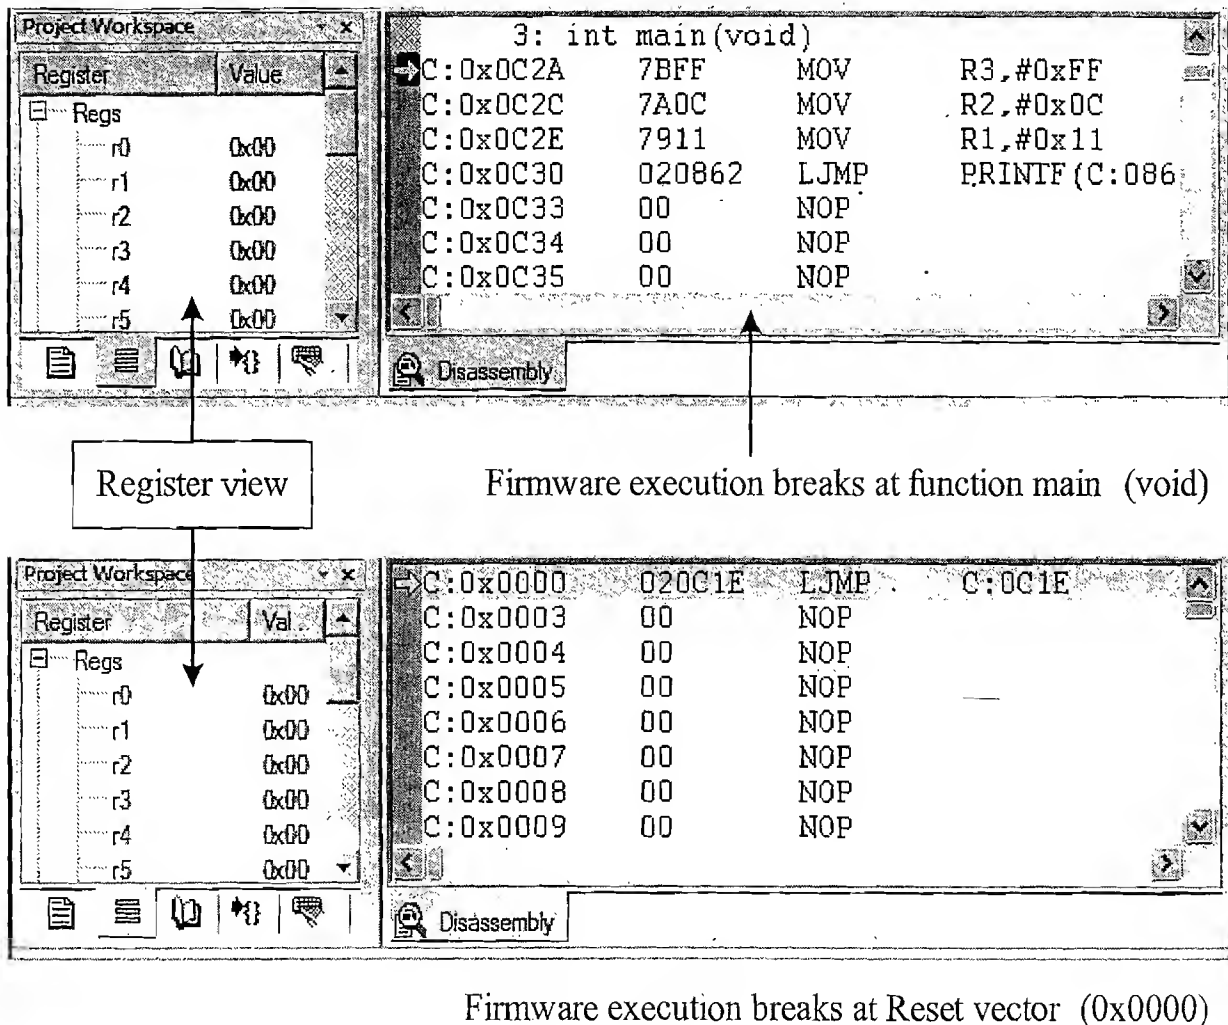 Project Workspace
Register Value
Regs
r0 0x00
r1 0x00
r2 0x00
r3 0x00
r4 0x00
r5 0x00
3: int main(void)
C:0x0C2A 7BFF MOV R3,#0xFF
C:0x0C2C 7A0C MOV R2,#0x0C
C:0x0C2E 7911 MOV R1,#0x11
C:0x0C30 020862 LJMP PRINTF(C:086
C:0x0C33 00 NOP
C:0x0C34 00 NOP
C:0x0C35 00 NOP
Disassembly
Register view
Firmware execution breaks at function main (void)
Project Workspace
Register Val...
Regs
r0 0x00
r1 0x00
r2 0x00
r3 0x00
r4 0x00
r5 0x00
C:0x0000 020C1E LJMP C:0C1E
C:0x0003 00 NOP
C:0x0004 00 NOP
C:0x0005 00 NOP
C:0x0006 00 NOP
C:0x0007 00 NOP
C:0x0008 00 NOP
C:0x0009 00 NOP
Disassembly
Firmware execution breaks at Reset vector (0x0000)